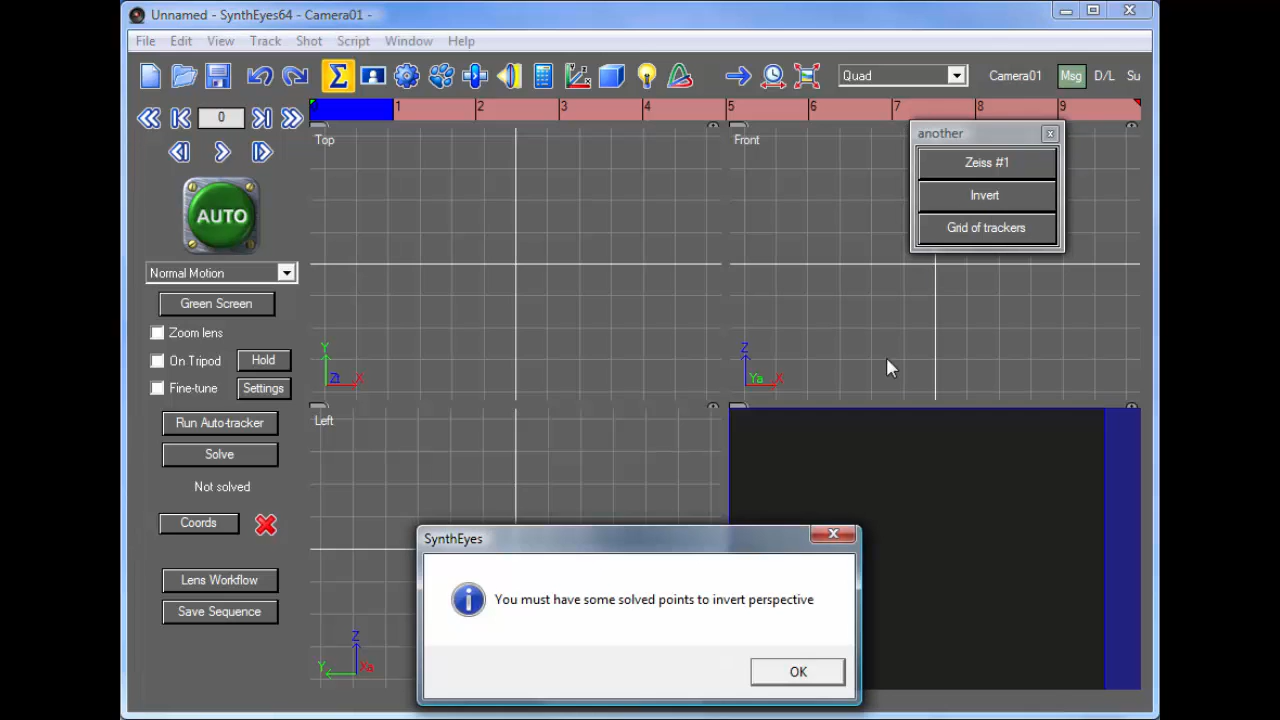 Unnamed - SynthEyes64 - Camera01 -
File Edit View Track Shot Script Window Help
Quad Camera01 Msg D/L Su
0 1 2 3 4 5 6 7 8 9
Top Front another
Zeiss #1
Invert
Grid of trackers
AUTO
Normal Motion
Green Screen
Zoom lens
On Tripod Hold
Fine-tune Settings
Y X Z Ya X
Run Auto-tracker
Left
Solve
Not solved
Coords
SynthEyes
Lens Workflow
You must have some solved points to invert perspective
Save Sequence
Z Y Xa
OK